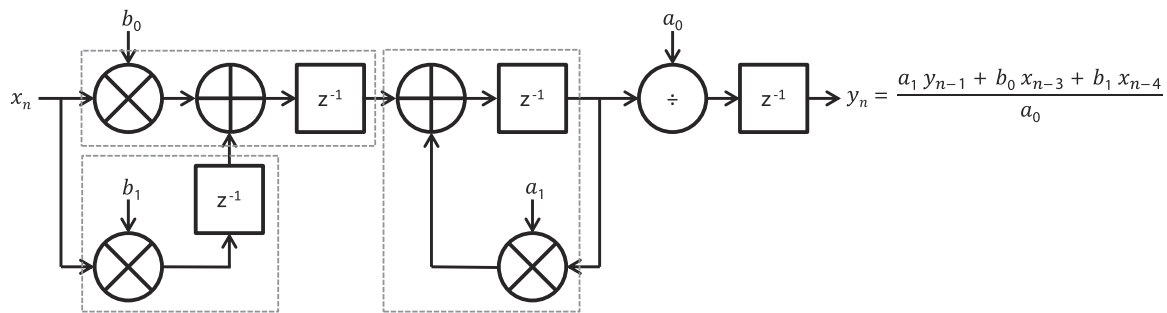 b₀
a₀
xₙ
z⁻¹
z⁻¹
÷
z⁻¹
yₙ = (a₁ yₙ₋₁ + b₀ xₙ₋₃ + b₁ xₙ₋₄) / a₀
b₁
z⁻¹
a₁